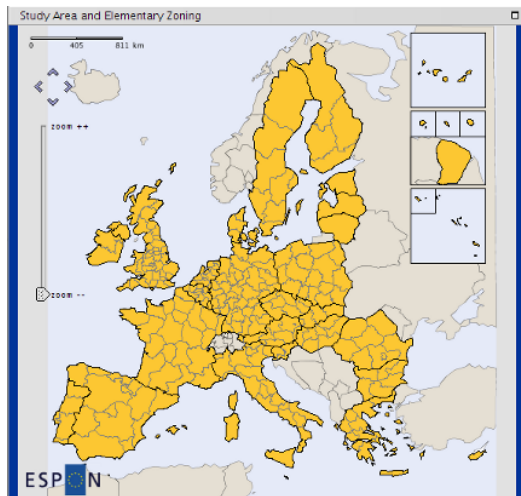 Study Area and Elementary Zoning
0 405 811 km
zoom ++
zoom --
ESPON